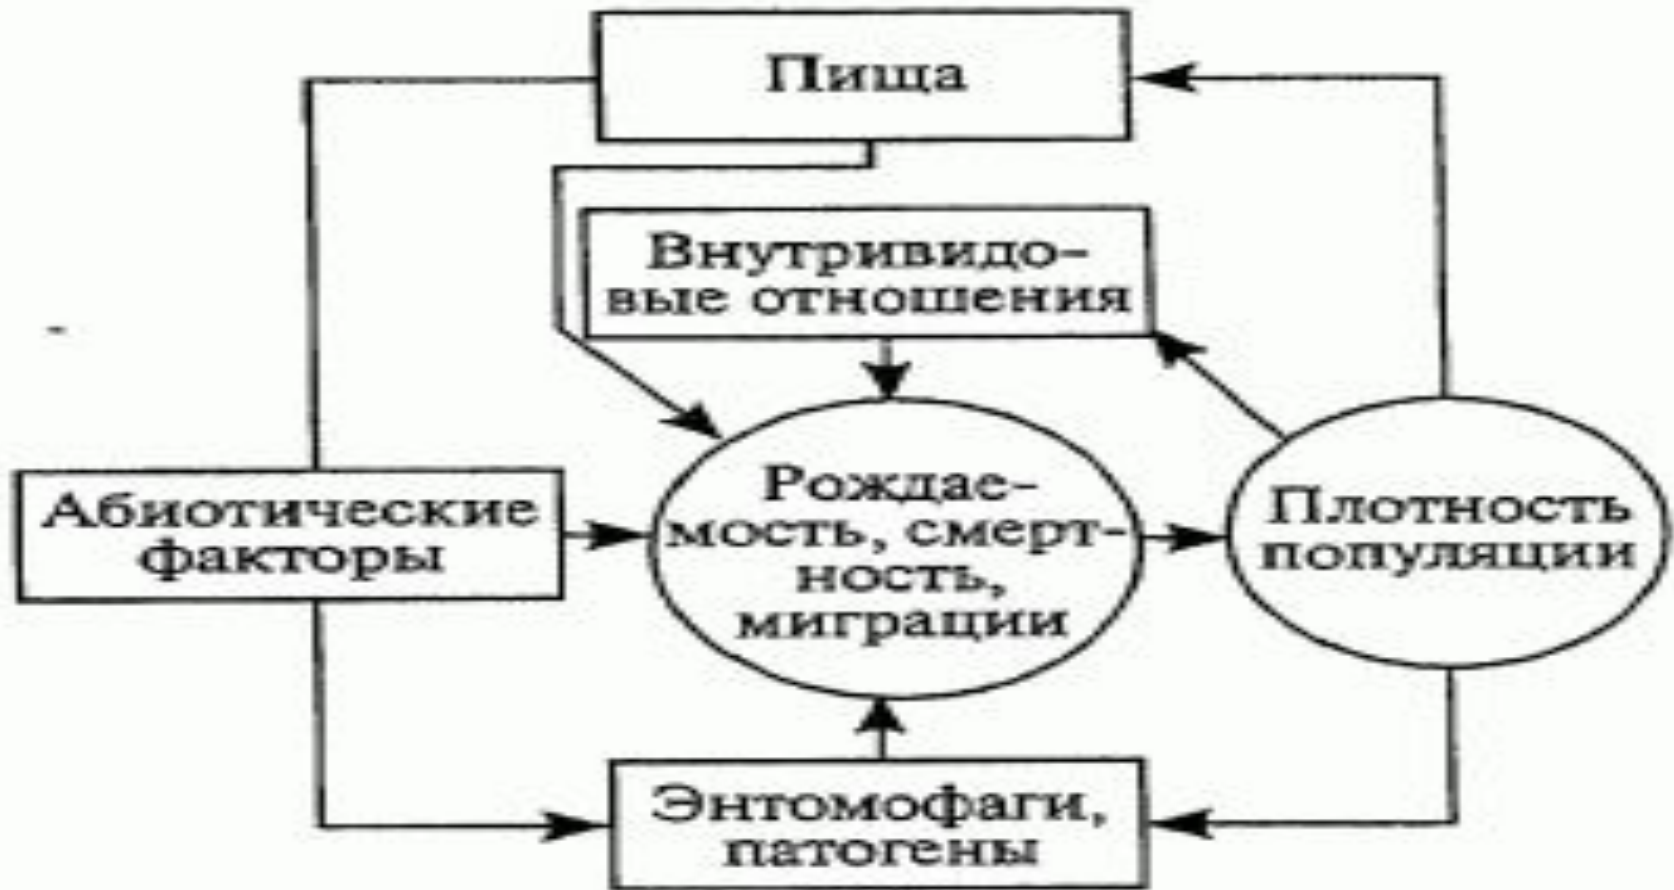 Пища
Внутривидо-
вые отношения
Абиотические
факторы
Рождае-
мость, смерт-
ность,
миграции
Плотность
популяции
Энтомофаги,
патогены